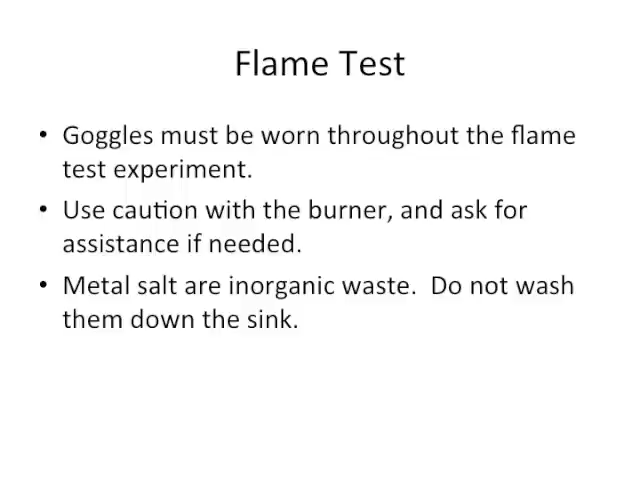 Flame Test
• Goggles must be worn throughout the flame
test experiment.
• Use caution with the burner, and ask for
assistance if needed.
• Metal salt are inorganic waste.  Do not wash
them down the sink.